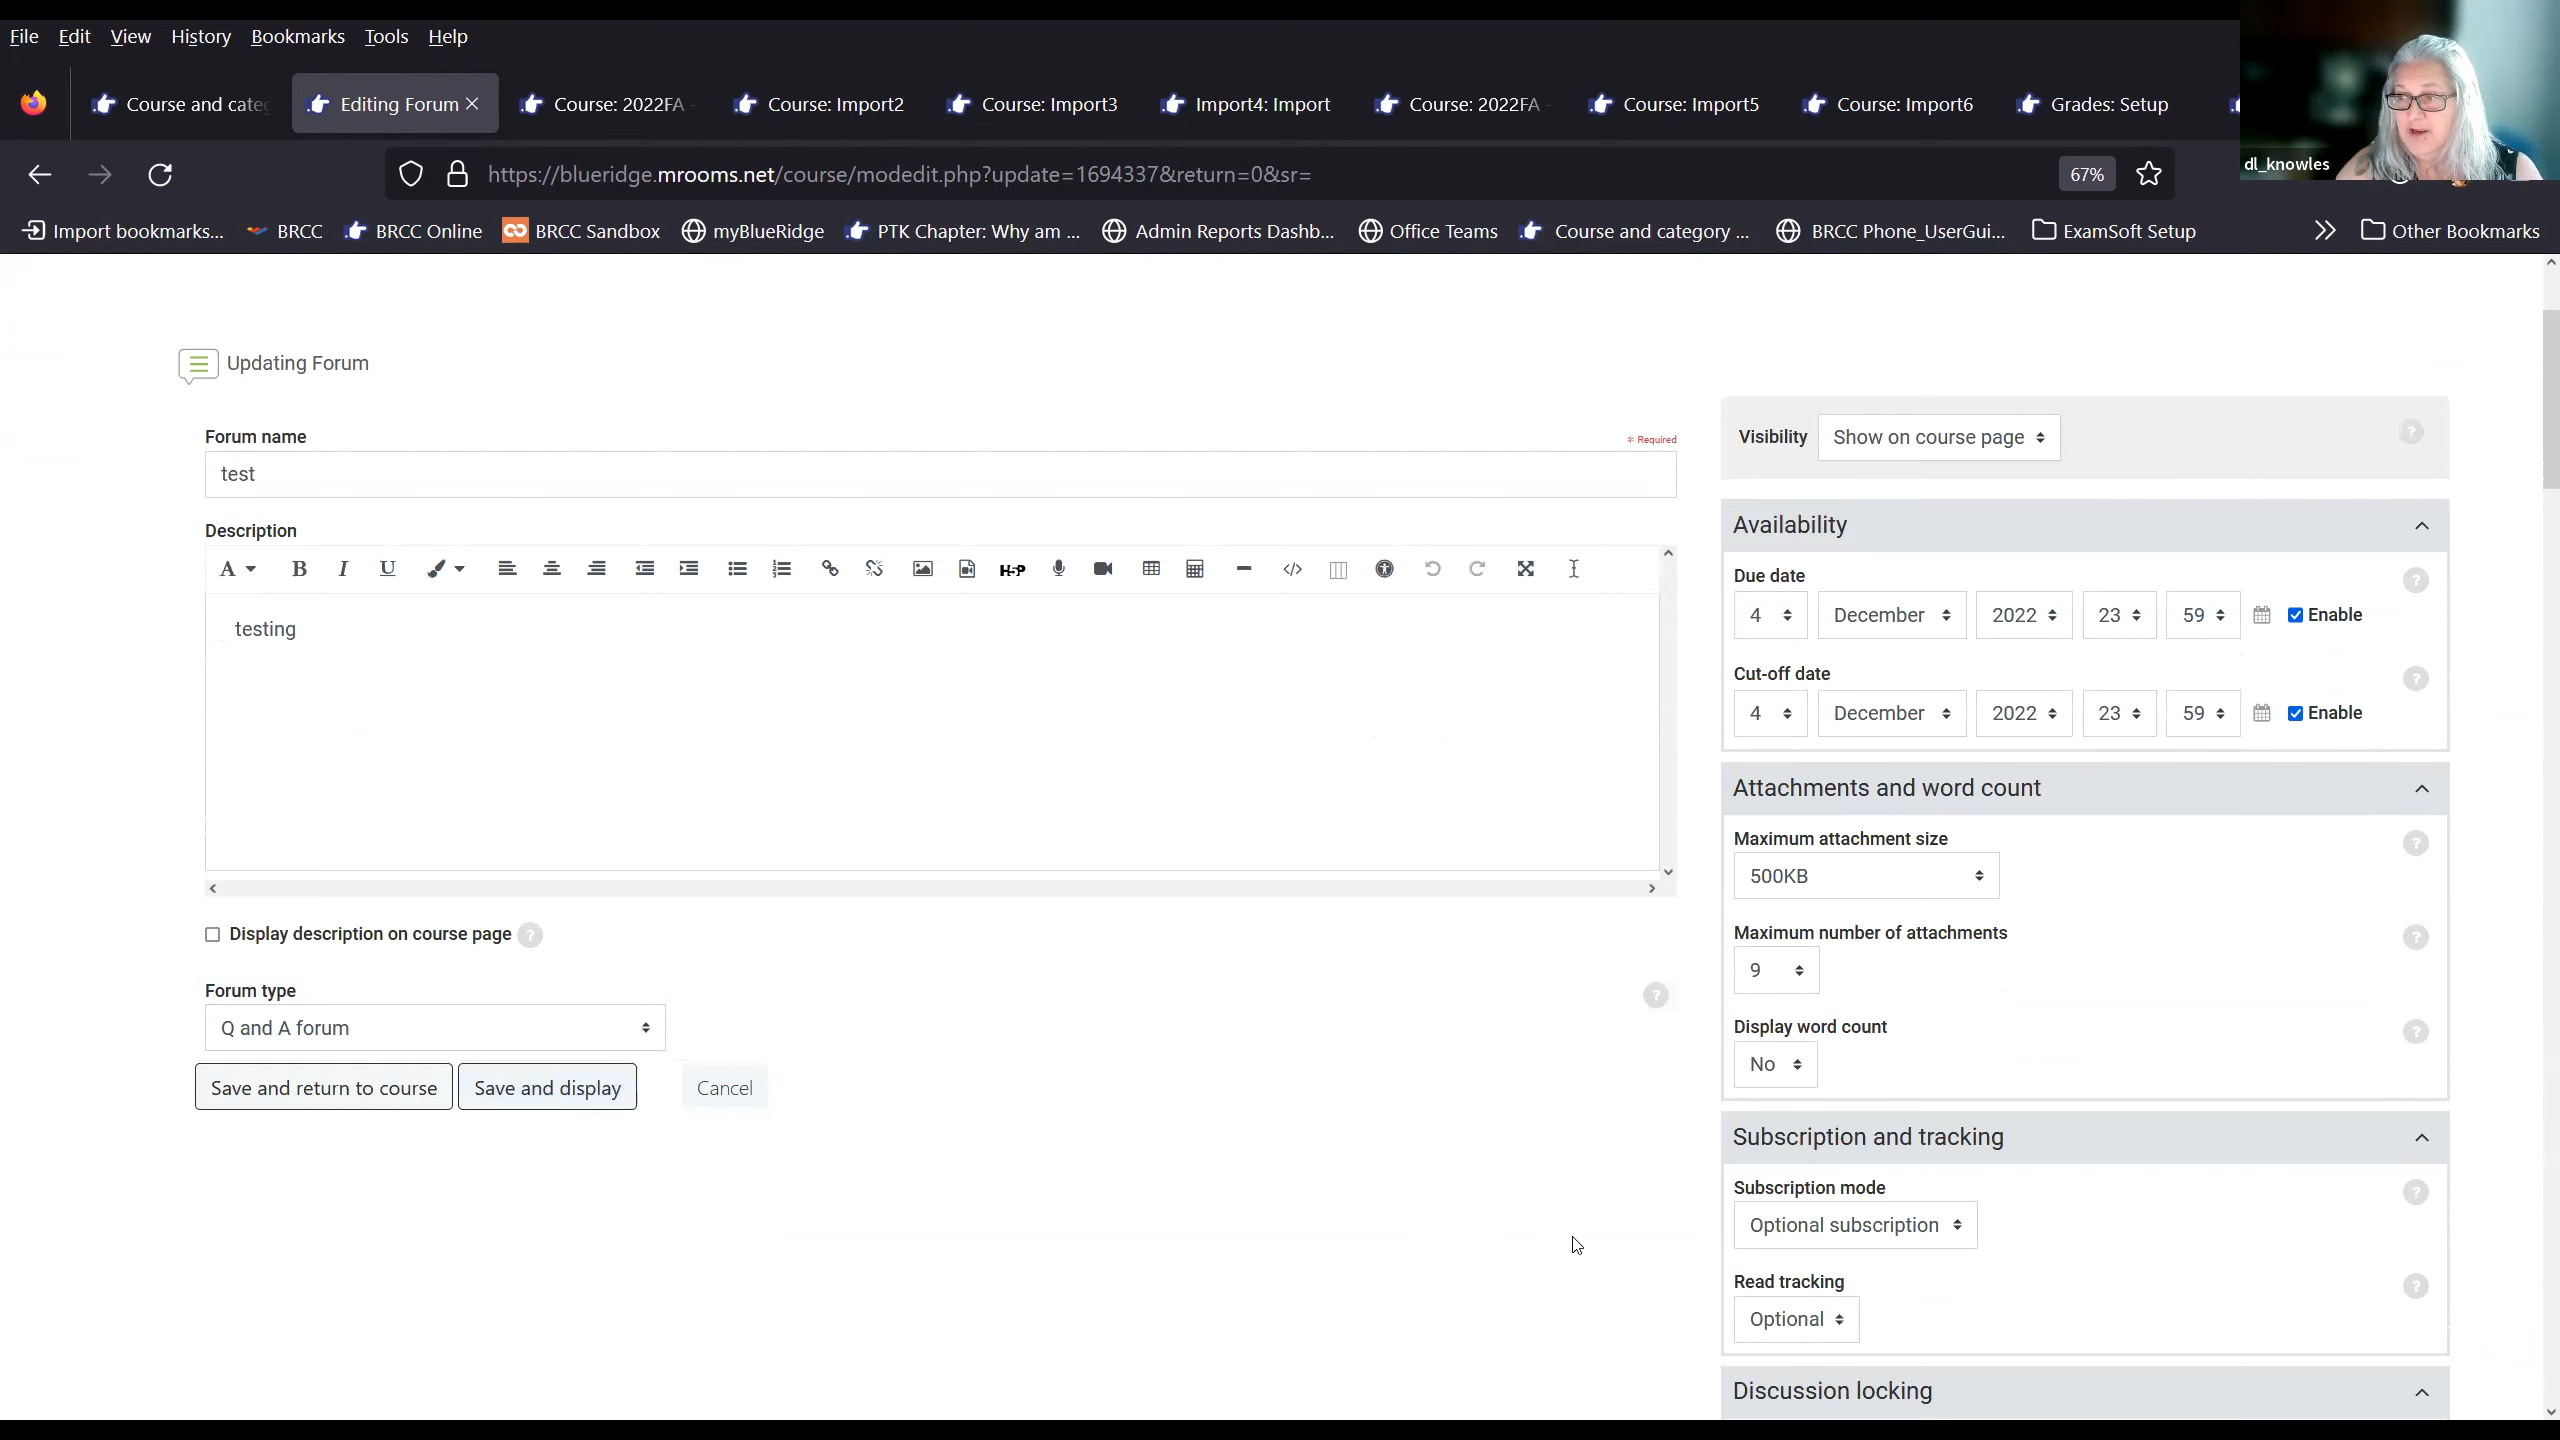 File Edit View History Bookmarks Tools Help
Course and cate
Editing Forum
Course: 2022FA -
Course: Import2
Course: Import3
Import4: Import
Course: 2022FA -
Course: Import5
Course: Import6
Grades: Setup
https://blueridge.mrooms.net/course/modedit.php?update=1694337&return=0&sr=
67%
dl_knowles
Import bookmarks... BRCC BRCC Online BRCC Sandbox myBlueRidge PTK Chapter: Why am ... Admin Reports Dashb... Office Teams Course and category ... BRCC Phone_UserGui... ExamSoft Setup Other Bookmarks
Updating Forum
Forum name
Required
test
Description
A B I U H-P
testing
Display description on course page ?
Forum type
?
Q and A forum
Save and return to course Save and display Cancel
Visibility Show on course page ?
Availability
Due date ?
4 December 2022 23 59 Enable
Cut-off date ?
4 December 2022 23 59 Enable
Attachments and word count
Maximum attachment size ?
500KB
Maximum number of attachments ?
9
Display word count ?
No
Subscription and tracking
Subscription mode ?
Optional subscription
Read tracking ?
Optional
Discussion locking